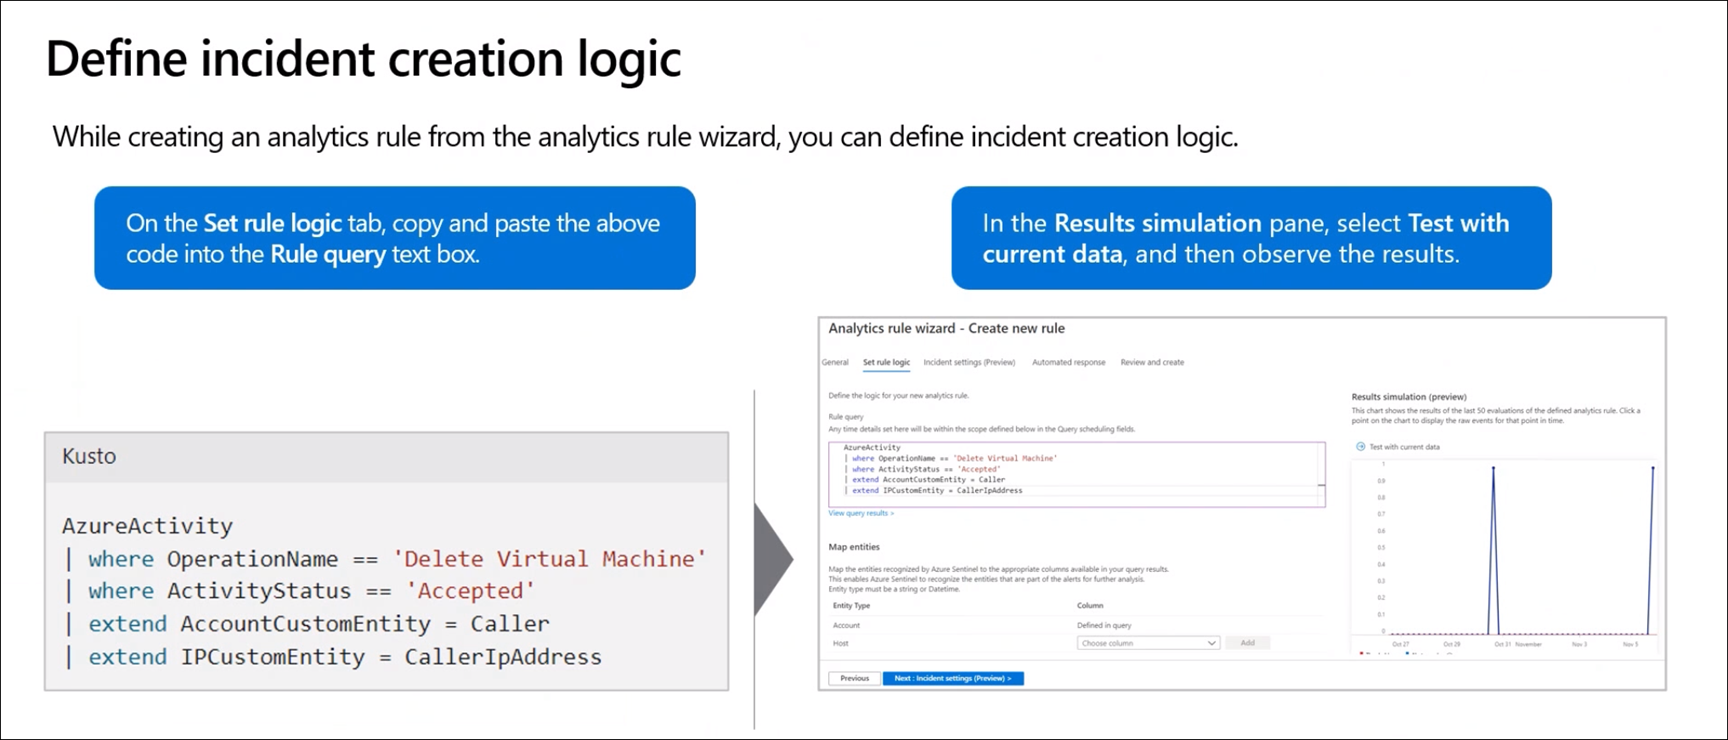 Define incident creation logic
While creating an analytics rule from the analytics rule wizard, you can define incident creation logic.
On the Set rule logic tab, copy and paste the above
code into the Rule query text box.
In the Results simulation pane, select Test with
current data, and then observe the results.
Kusto
AzureActivity
| where OperationName == 'Delete Virtual Machine'
| where ActivityStatus == 'Accepted'
| extend AccountCustomEntity = Caller
| extend IPCustomEntity = CallerIpAddress
Analytics rule wizard - Create new rule
General Set rule logic Incident settings (Preview) Automated response Review and create
Define the logic for your new analytics rule.
Rule query
Any time details set here will be within the scope defined below in the Query scheduling fields.
AzureActivity
| where OperationName == 'Delete Virtual Machine'
| where ActivityStatus == 'Accepted'
| extend AccountCustomEntity = Caller
| extend IPCustomEntity = CallerIpAddress
View query results >
Map entities
Map the entities recognized by Azure Sentinel to the appropriate columns available in your query results.
This enables Azure Sentinel to recognize the entities that are part of the alerts for further analysis.
Entity type must be a string or Datetime.
Entity Type Column
Account Defined in query
Host Choose column Add
Previous Next : Incident settings (Preview) >
Results simulation (preview)
This chart shows the results of the last 50 evaluations of the defined analytics rule. Click a
point on the chart to display the raw events for that point in time.
Test with current data
1
0.9
0.8
0.7
0.6
0.5
0.4
0.3
0.2
0.1
0
Oct 27 Oct 28 Oct 31 November Nov 3 Nov 5